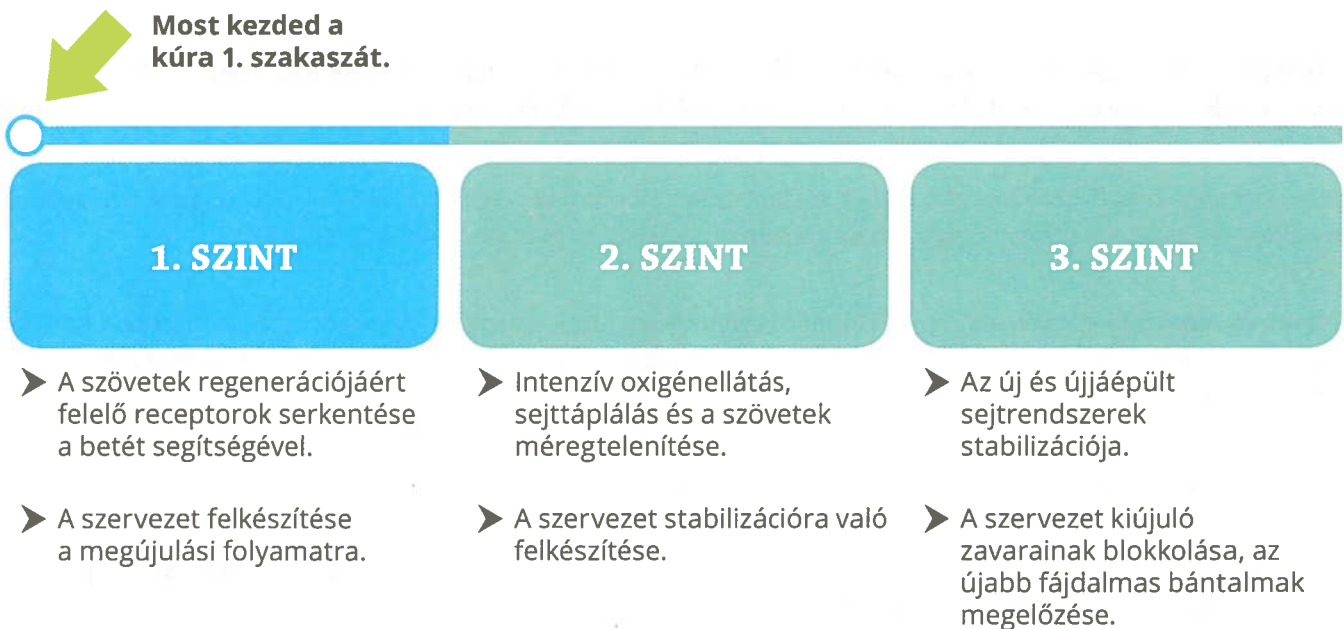 Most kezded a
kúra 1. szakaszát.
1. SZINT
2. SZINT
3. SZINT
A szövetek regenerációjáért
felelő receptorok serkentése
a betét segítségével.
A szervezet felkészítése
a megújulási folyamatra.
Intenzív oxigénellátás,
sejttáplálás és a szövetek
méregtelenítése.
A szervezet stabilizációra való
felkészítése.
Az új és újjáépült
sejtrendszerek
stabilizációja.
A szervezet kiújuló
zavarainak blokkolása, az
újabb fájdalmas bántalmak
megelőzése.